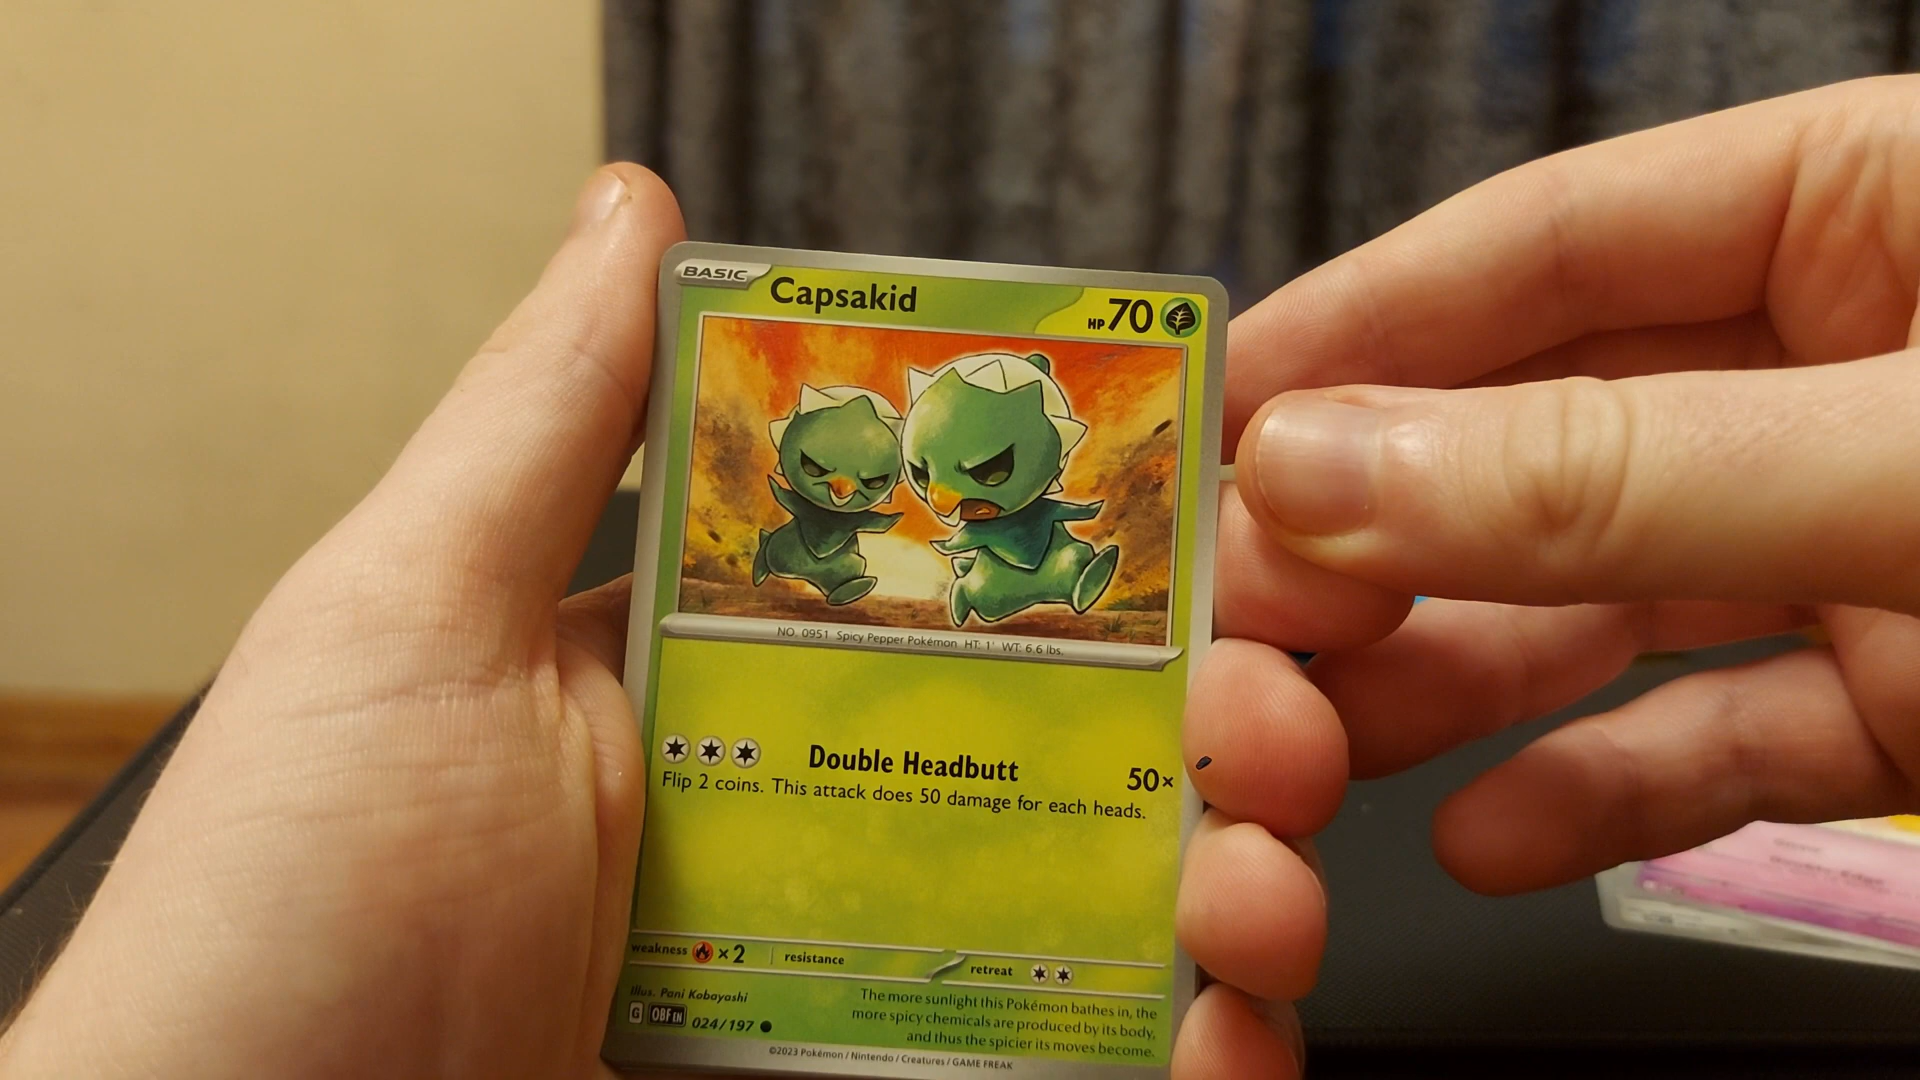 BASIC
Capsakid
HP 70
NO. 0951 Spicy Pepper Pokémon HT: 1' WT: 6.6 lbs.
Double Headbutt
50×
Flip 2 coins. This attack does 50 damage for each heads.
weakness ×2 resistance
retreat
Illus. Pani Kobayashi
G OBF EN 024/197
The more sunlight this Pokémon bathes in, the
more spicy chemicals are produced by its body,
and thus the spicier its moves become.
©2023 Pokémon / Nintendo / Creatures / GAME FREAK